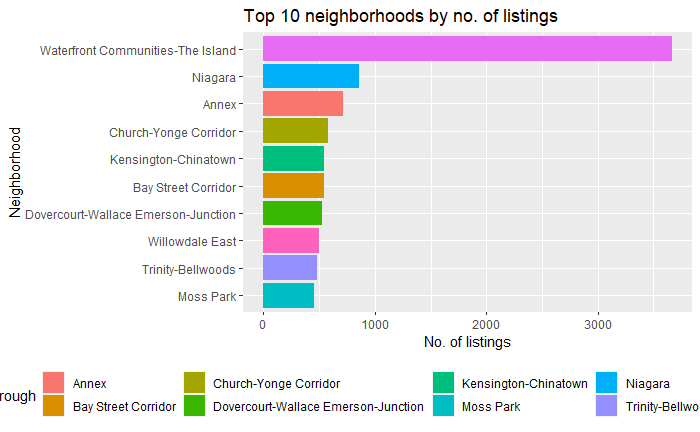 Top 10 neighborhoods by no. of listings
Neighborhood
Waterfront Communities-The Island
Niagara
Annex
Church-Yonge Corridor
Kensington-Chinatown
Bay Street Corridor
Dovercourt-Wallace Emerson-Junction
Willowdale East
Trinity-Bellwoods
Moss Park
0 1000 2000 3000
No. of listings
rough
Annex Church-Yonge Corridor Kensington-Chinatown Niagara
Bay Street Corridor Dovercourt-Wallace Emerson-Junction Moss Park Trinity-Bellwo